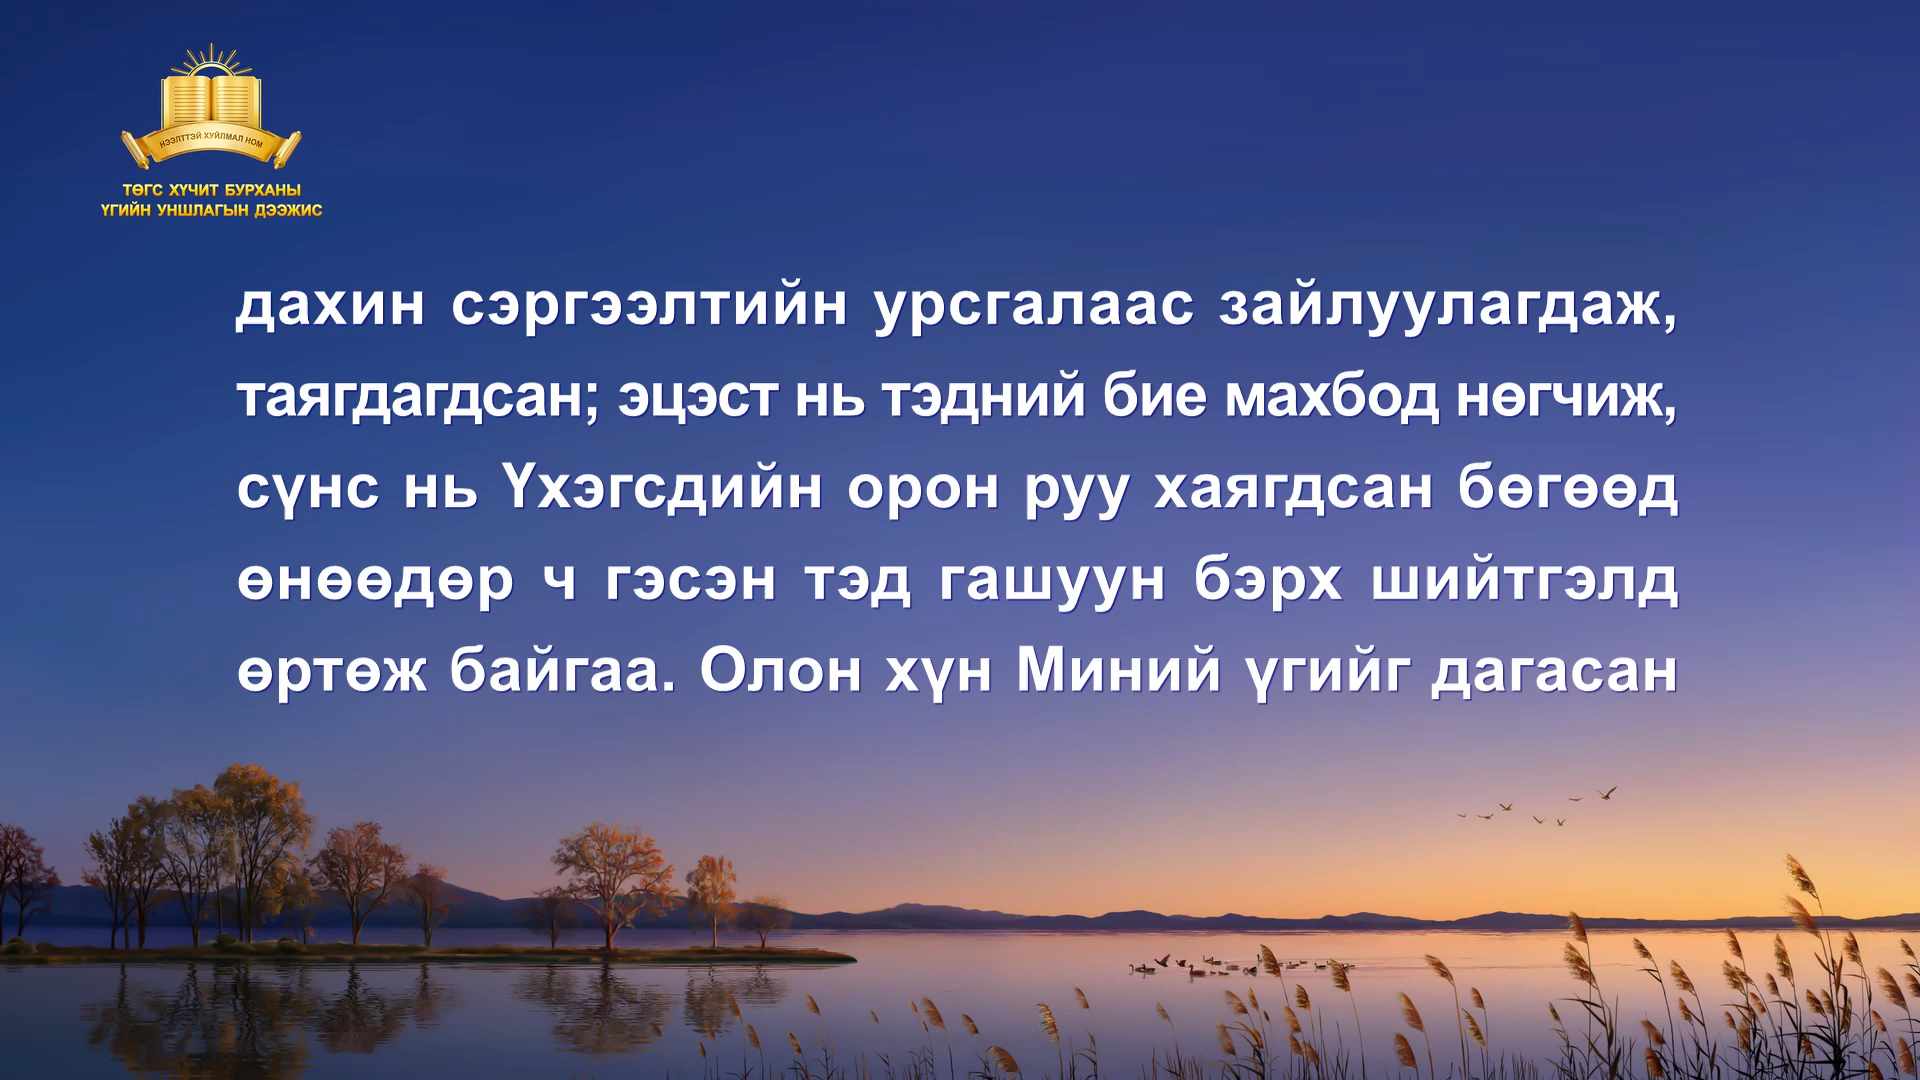 НЭЭЛТТЭЙ ХУЙЛМАЛ НОМ
ТӨГС ХҮЧИТ БУРХАНЫ
ҮГИЙН УНШЛАГЫН ДЭЭЖИС
дахин сэргээлтийн урсгалаас зайлуулагдаж,
таягдагдсан; эцэст нь тэдний бие махбод нөгчиж,
сүнс нь Үхэгсдийн орон руу хаягдсан бөгөөд
өнөөдөр ч гэсэн тэд гашуун бэрх шийтгэлд
өртөж байгаа. Олон хүн Миний үгийг дагасан